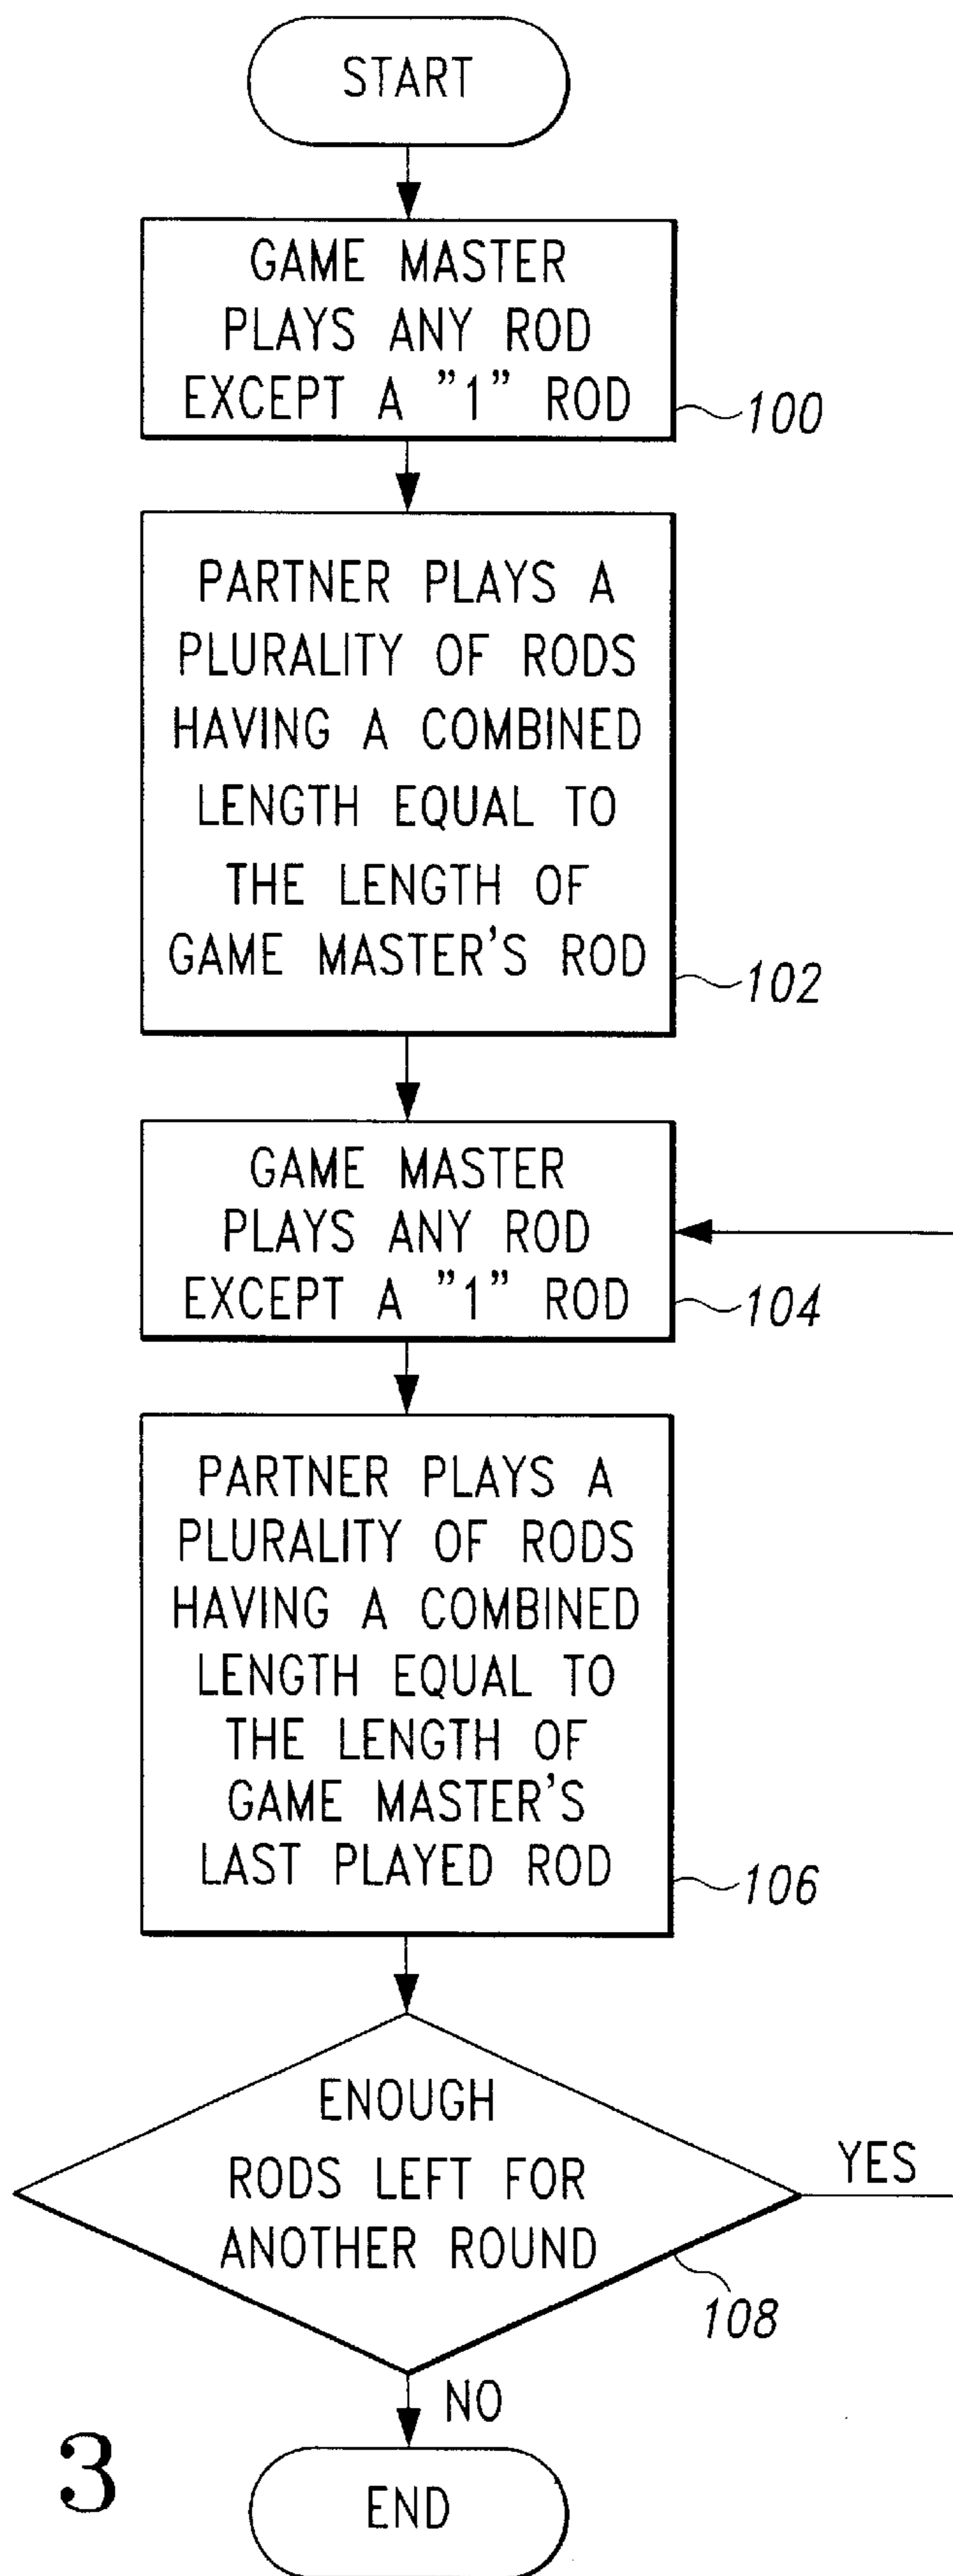 START
GAME MASTER
PLAYS ANY ROD
EXCEPT A "1" ROD
100
PARTNER PLAYS A
PLURALITY OF RODS
HAVING A COMBINED
LENGTH EQUAL TO
THE LENGTH OF
GAME MASTER'S ROD
102
GAME MASTER
PLAYS ANY ROD
EXCEPT A "1" ROD
104
PARTNER PLAYS A
PLURALITY OF RODS
HAVING A COMBINED
LENGTH EQUAL TO
THE LENGTH OF
GAME MASTER'S
LAST PLAYED ROD
106
ENOUGH
RODS LEFT FOR
ANOTHER ROUND
YES
108
NO
3
END